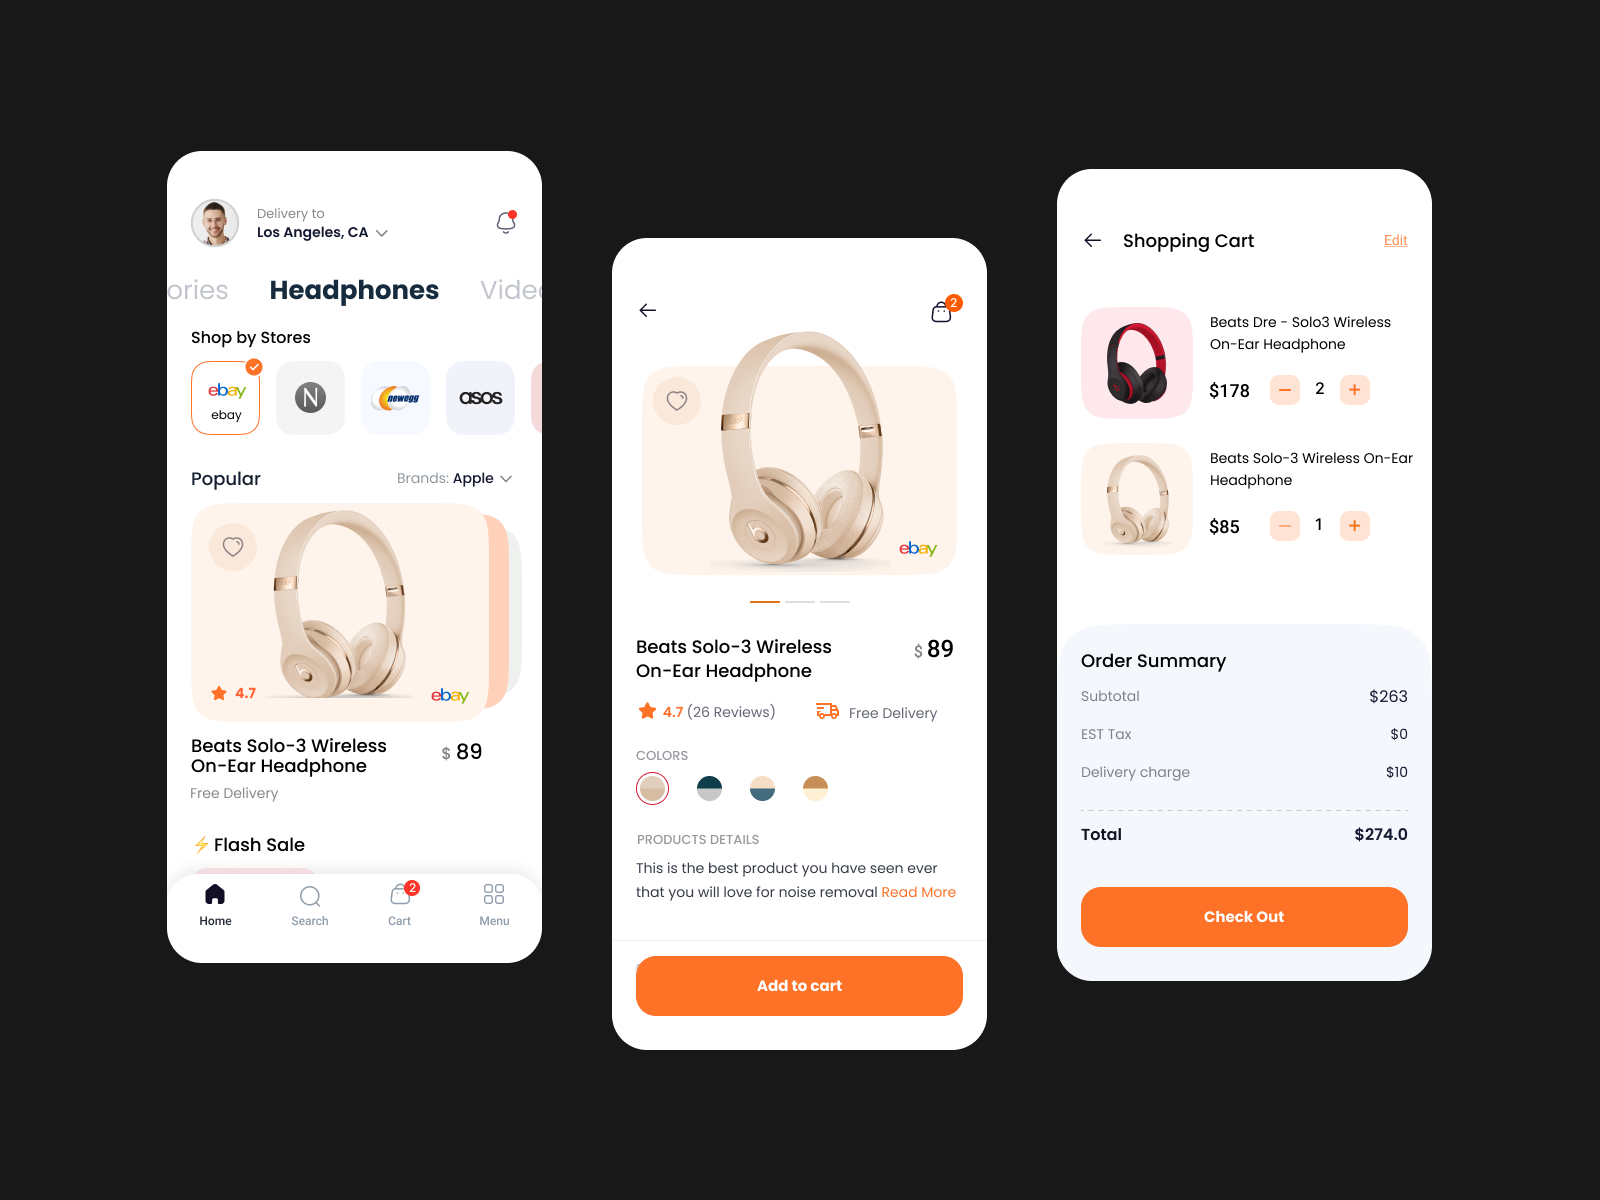 Delivery to
Los Angeles, CA
ories Headphones Video
Shop by Stores
ebay
ebay
N
newegg
asos
Popular
Brands: Apple
4.7
ebay
Beats Solo-3 Wireless
On-Ear Headphone
$ 89
Free Delivery
Flash Sale
2
Home Search Cart Menu
2
ebay
Beats Solo-3 Wireless
On-Ear Headphone
$ 89
4.7 (26 Reviews)
Free Delivery
COLORS
PRODUCTS DETAILS
This is the best product you have seen ever
that you will love for noise removal Read More
Add to cart
Shopping Cart
Edit
Beats Dre - Solo3 Wireless
On-Ear Headphone
$178 2
Beats Solo-3 Wireless On-Ear
Headphone
$85 1
Order Summary
Subtotal $263
EST Tax $0
Delivery charge $10
Total $274.0
Check Out